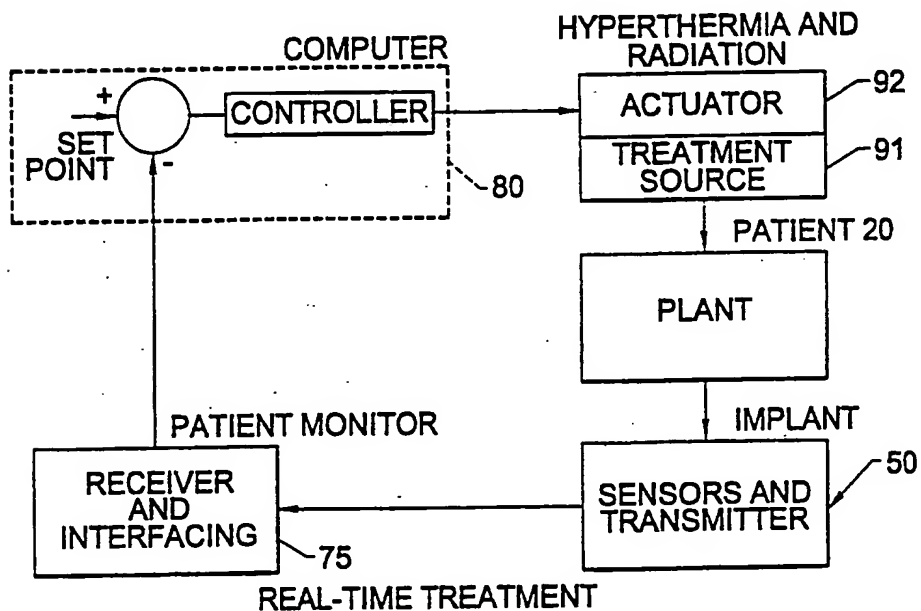 COMPUTER
+
SET
POINT
-
CONTROLLER
80
HYPERTHERMIA AND
RADIATION
ACTUATOR
92
TREATMENT
SOURCE
91
PATIENT 20
PLANT
IMPLANT
SENSORS AND
TRANSMITTER
50
PATIENT MONITOR
RECEIVER
AND
INTERFACING
75
REAL-TIME TREATMENT